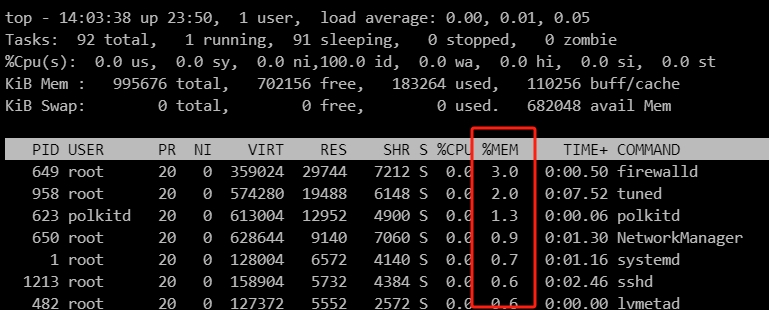 top - 14:03:38 up 23:50,  1 user,  load average: 0.00, 0.01, 0.05
Tasks:  92 total,   1 running,  91 sleeping,   0 stopped,   0 zombie
%Cpu(s):  0.0 us,  0.0 sy,  0.0 ni,100.0 id,  0.0 wa,  0.0 hi,  0.0 si,  0.0 st
KiB Mem :   995676 total,   702156 free,   183264 used,   110256 buff/cache
KiB Swap:        0 total,        0 free,        0 used.   682048 avail Mem
PID USER      PR  NI    VIRT    RES    SHR S %CPU %MEM     TIME+ COMMAND
649 root      20   0  359024  29744   7212 S  0.0  3.0   0:00.50 firewalld
958 root      20   0  574280  19488   6148 S  0.0  2.0   0:07.52 tuned
623 polkitd   20   0  613004  12952   4900 S  0.0  1.3   0:00.06 polkitd
650 root      20   0  628644   9140   7060 S  0.0  0.9   0:01.30 NetworkManager
1 root      20   0  128004   6572   4140 S  0.0  0.7   0:01.16 systemd
1213 root      20   0  158904   5732   4384 S  0.0  0.6   0:02.46 sshd
482 root      20   0  127372   5552   2572 S  0.0  0.6   0:00.00 lvmetad